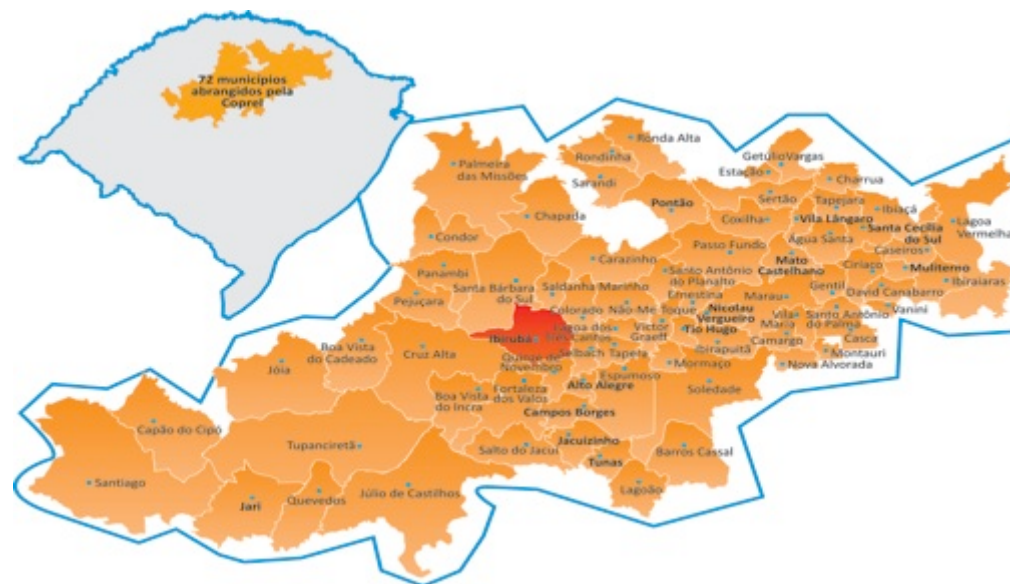 72 municípios
abrangidos pela
Coprel
Ronda Alta
Rondinha
Getúlio Vargas
Palmeira
das Missões
Estação
Sarandi
Charrua
Sertão
Tapejara
Pontão
Ibiaçá
Chapada
Coxilha
Vila Lângaro
Santa Cecília
do Sul
Lagoa
Vermelha
Condor
Água Santa
Passo Fundo
Caseiros
Carazinho
Mato
Castelhano
Ciríaco
Muliterno
Panambi
Santo Antônio
do Planalto
Gentil
David Canabarro
Ibiraiaras
Santa Bárbara
do Sul
Saldanha Marinho
Ernestina
Marau
Pejuçara
Vanini
Colorado
Não-Me Toque
Nicolau
Vergueiro
Vila
Maria
Santo Antônio
do Palma
Lagoa dos
Três Cantos
Victor
Graeff
Tio Hugo
Camargo
Casca
Ibirubá
Boa Vista
do Cadeado
Cruz Alta
Selbach
Tapera
Ibirapuitã
Montauri
Quinze de
Novembro
Mormaço
Nova Alvorada
Jóia
Espumoso
Alto Alegre
Soledade
Boa Vista
do Incra
Fortaleza
dos Valos
Campos Borges
Capão do Cipó
Tupanciretã
Salto do Jacuí
Jacuizinho
Barros Cassal
Tunas
Santiago
Jari
Quevedos
Júlio de Castilhos
Lagoão